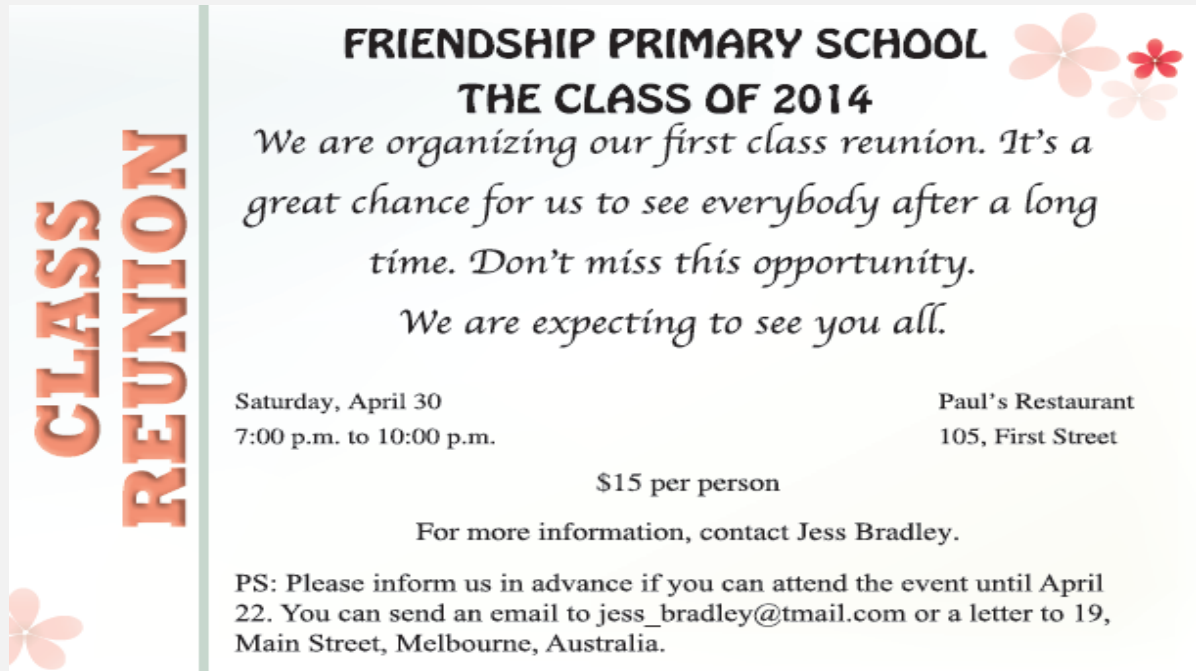 CLASS
REUNION
FRIENDSHIP PRIMARY SCHOOL
THE CLASS OF 2014
We are organizing our first class reunion. It's a
great chance for us to see everybody after a long
time. Don't miss this opportunity.
We are expecting to see you all.
Saturday, April 30
7:00 p.m. to 10:00 p.m.
Paul's Restaurant
105, First Street
$15 per person
For more information, contact Jess Bradley.
PS: Please inform us in advance if you can attend the event until April
22. You can send an email to jess_bradley@tmail.com or a letter to 19,
Main Street, Melbourne, Australia.